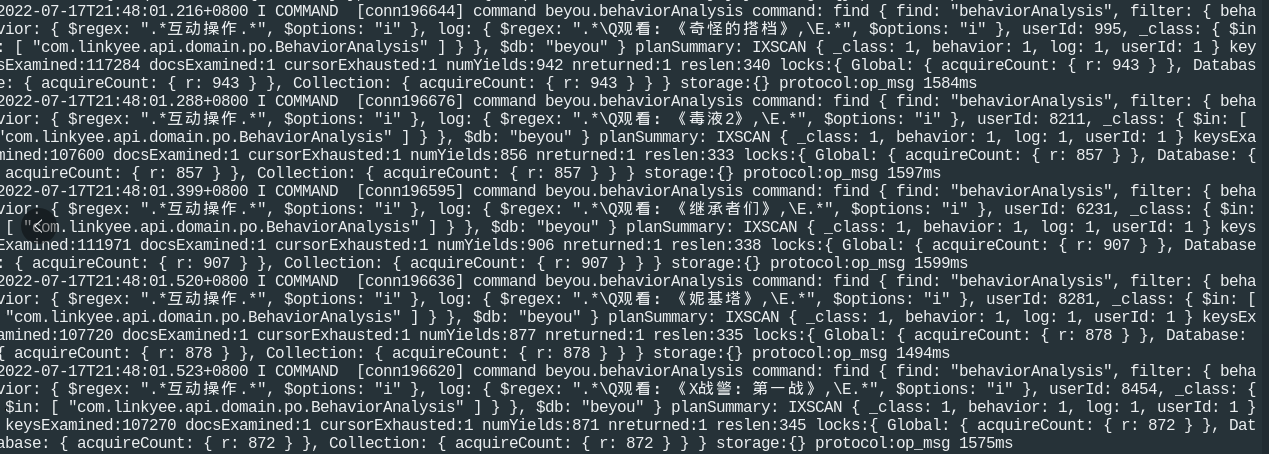 2022-07-17T21:48:01.216+0800 I COMMAND  [conn196644] command beyou.behaviorAnalysis command: find { find: "behaviorAnalysis", filter: { beha
vior: { $regex: ".*互动操作.*", $options: "i" }, log: { $regex: ".*\Q观看: 《奇怪的搭档》,\E.*", $options: "i" }, userId: 995, _class: { $in
: [ "com.linkyee.api.domain.po.BehaviorAnalysis" ] } }, $db: "beyou" } planSummary: IXSCAN { _class: 1, behavior: 1, log: 1, userId: 1 } key
sExamined:117284 docsExamined:1 cursorExhausted:1 numYields:942 nreturned:1 reslen:340 locks:{ Global: { acquireCount: { r: 943 } }, Databas
e: { acquireCount: { r: 943 } }, Collection: { acquireCount: { r: 943 } } } storage:{} protocol:op_msg 1584ms
2022-07-17T21:48:01.288+0800 I COMMAND  [conn196676] command beyou.behaviorAnalysis command: find { find: "behaviorAnalysis", filter: { beha
vior: { $regex: ".*互动操作.*", $options: "i" }, log: { $regex: ".*\Q观看: 《毒液2》,\E.*", $options: "i" }, userId: 8211, _class: { $in: [
"com.linkyee.api.domain.po.BehaviorAnalysis" ] } }, $db: "beyou" } planSummary: IXSCAN { _class: 1, behavior: 1, log: 1, userId: 1 } keysExa
mined:107600 docsExamined:1 cursorExhausted:1 numYields:856 nreturned:1 reslen:333 locks:{ Global: { acquireCount: { r: 857 } }, Database: {
acquireCount: { r: 857 } }, Collection: { acquireCount: { r: 857 } } } storage:{} protocol:op_msg 1597ms
2022-07-17T21:48:01.399+0800 I COMMAND  [conn196595] command beyou.behaviorAnalysis command: find { find: "behaviorAnalysis", filter: { beha
vior: { $regex: ".*互动操作.*", $options: "i" }, log: { $regex: ".*\Q观看: 《继承者们》,\E.*", $options: "i" }, userId: 6231, _class: { $in:
[ "com.linkyee.api.domain.po.BehaviorAnalysis" ] } }, $db: "beyou" } planSummary: IXSCAN { _class: 1, behavior: 1, log: 1, userId: 1 } keys
Examined:111971 docsExamined:1 cursorExhausted:1 numYields:906 nreturned:1 reslen:338 locks:{ Global: { acquireCount: { r: 907 } }, Database
: { acquireCount: { r: 907 } }, Collection: { acquireCount: { r: 907 } } } storage:{} protocol:op_msg 1599ms
2022-07-17T21:48:01.520+0800 I COMMAND  [conn196636] command beyou.behaviorAnalysis command: find { find: "behaviorAnalysis", filter: { beha
vior: { $regex: ".*互动操作.*", $options: "i" }, log: { $regex: ".*\Q观看: 《妮基塔》,\E.*", $options: "i" }, userId: 8281, _class: { $in: [
"com.linkyee.api.domain.po.BehaviorAnalysis" ] } }, $db: "beyou" } planSummary: IXSCAN { _class: 1, behavior: 1, log: 1, userId: 1 } keysEx
amined:107720 docsExamined:1 cursorExhausted:1 numYields:877 nreturned:1 reslen:335 locks:{ Global: { acquireCount: { r: 878 } }, Database:
{ acquireCount: { r: 878 } }, Collection: { acquireCount: { r: 878 } } } storage:{} protocol:op_msg 1494ms
2022-07-17T21:48:01.523+0800 I COMMAND  [conn196620] command beyou.behaviorAnalysis command: find { find: "behaviorAnalysis", filter: { beha
vior: { $regex: ".*互动操作.*", $options: "i" }, log: { $regex: ".*\Q观看: 《X战警: 第一战》,\E.*", $options: "i" }, userId: 8454, _class: {
$in: [ "com.linkyee.api.domain.po.BehaviorAnalysis" ] } }, $db: "beyou" } planSummary: IXSCAN { _class: 1, behavior: 1, log: 1, userId: 1 }
keysExamined:107270 docsExamined:1 cursorExhausted:1 numYields:871 nreturned:1 reslen:345 locks:{ Global: { acquireCount: { r: 872 } }, Dat
abase: { acquireCount: { r: 872 } }, Collection: { acquireCount: { r: 872 } } } storage:{} protocol:op_msg 1575ms